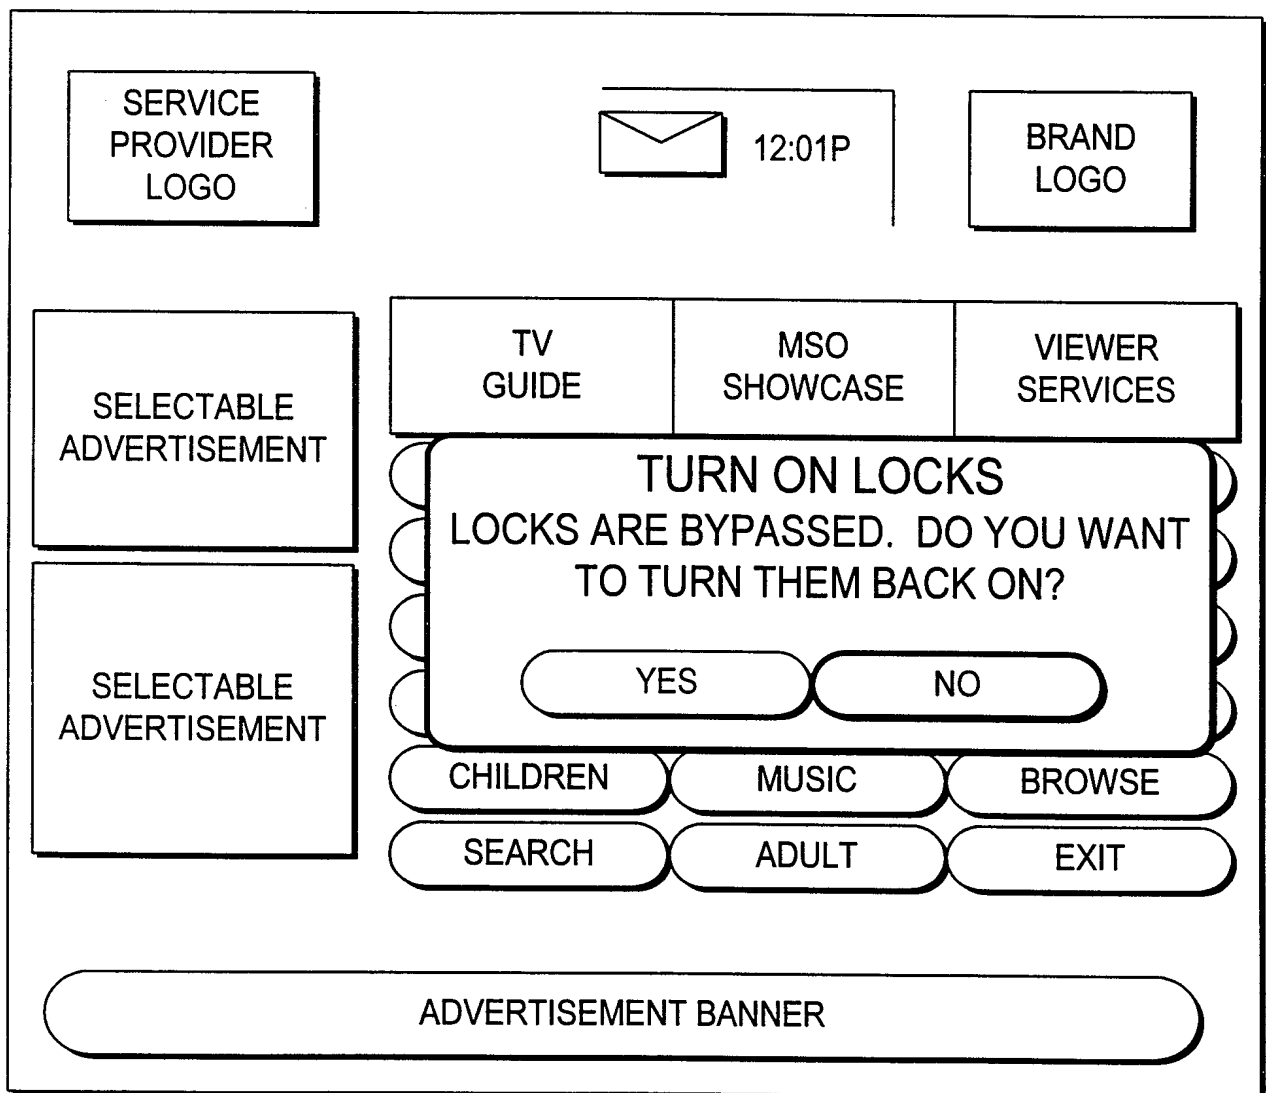 SERVICE
PROVIDER
LOGO
12:01P
BRAND
LOGO
SELECTABLE
ADVERTISEMENT
SELECTABLE
ADVERTISEMENT
TV
GUIDE
MSO
SHOWCASE
VIEWER
SERVICES
TURN ON LOCKS
LOCKS ARE BYPASSED. DO YOU WANT
TO TURN THEM BACK ON?
YES
NO
CHILDREN
MUSIC
BROWSE
SEARCH
ADULT
EXIT
ADVERTISEMENT BANNER